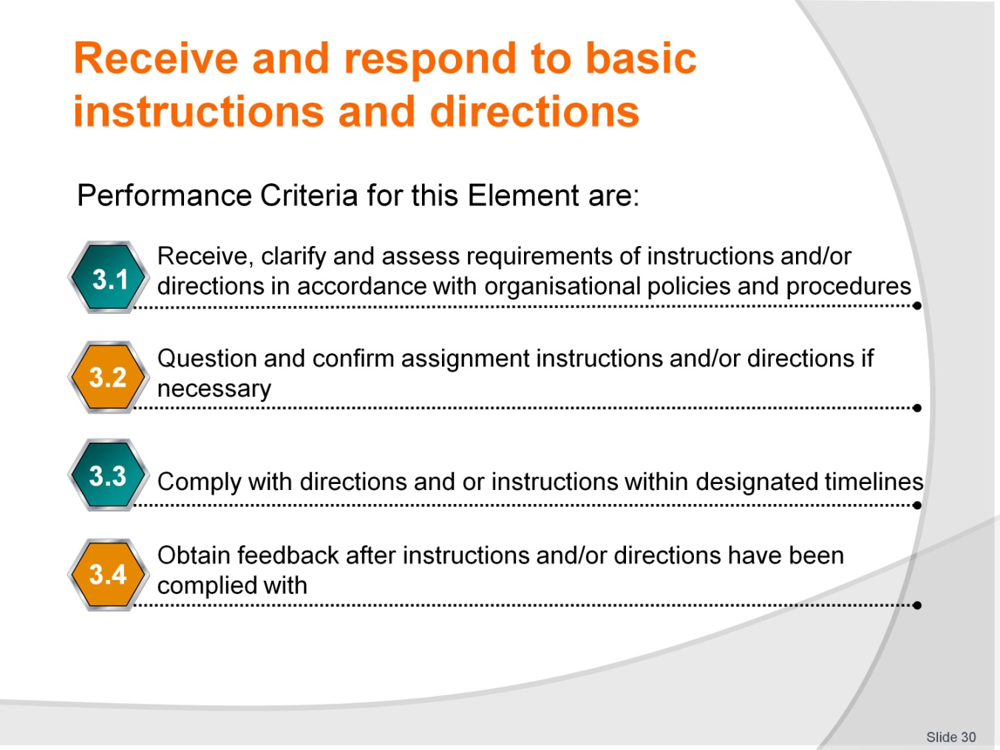 Receive and respond to basic
instructions and directions
Performance Criteria for this Element are:
3.1
Receive, clarify and assess requirements of instructions and/or
directions in accordance with organisational policies and procedures
3.2
Question and confirm assignment instructions and/or directions if
necessary
3.3
Comply with directions and or instructions within designated timelines
3.4
Obtain feedback after instructions and/or directions have been
complied with
Slide 30